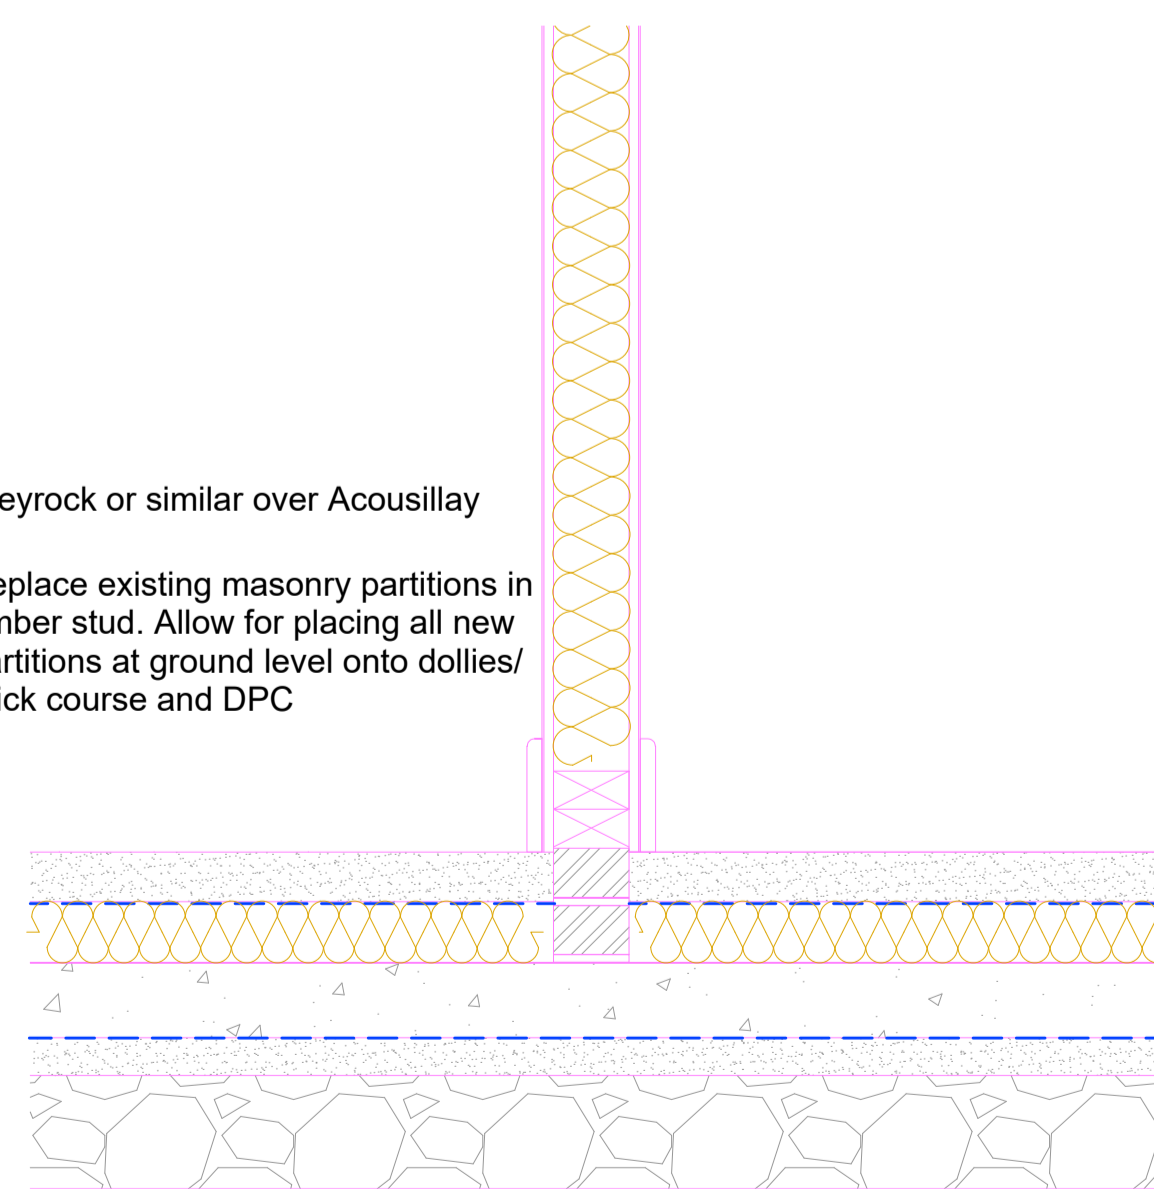 eyrock or similar over Acousillay
eplace existing masonry partitions in
mber stud. Allow for placing all new
artitions at ground level onto dollies/
ick course and DPC